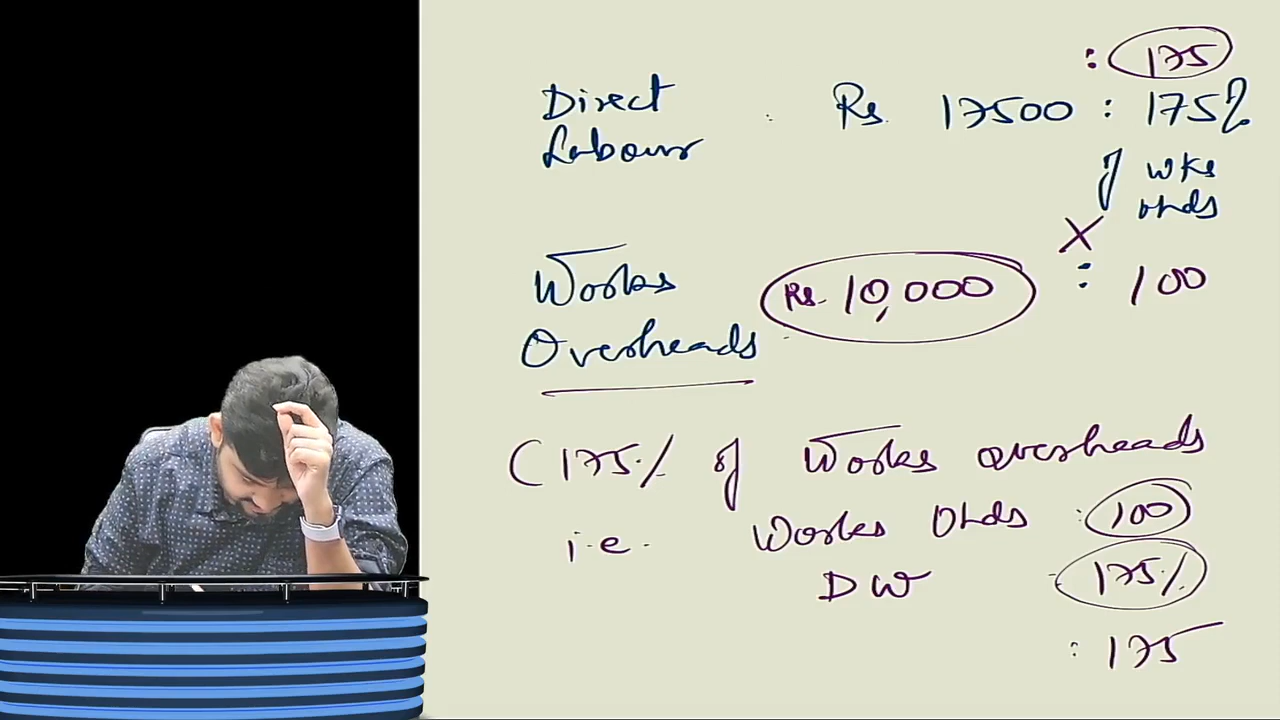 : 175
Direct Rs. 17500 : 175%
Labour of wks
ohds
X
Works Rs. 10,000 : 100
Overheads
(175% of Works overheads
i.e. Works Ohds : 100
DW - 175%
: 175